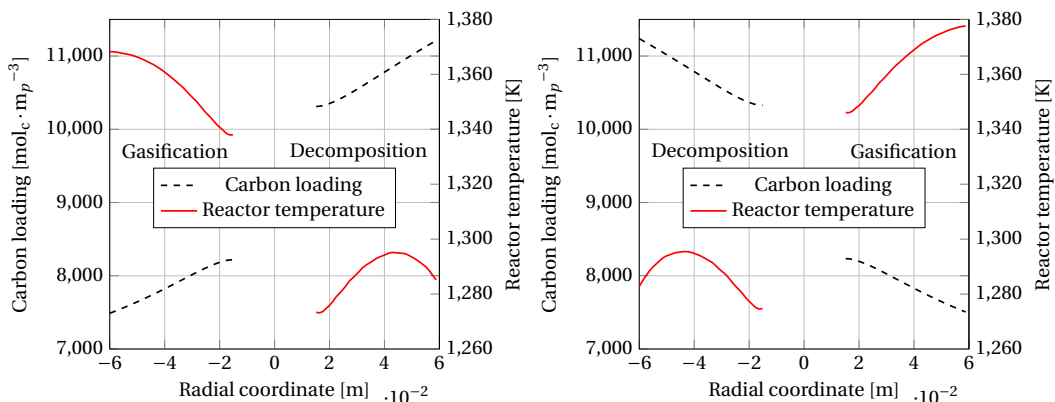 11,000
10,000
9,000
8,000
7,000
Carbon loading [mol_c · m_p^−3]
1,380
1,360
1,340
1,320
1,300
1,280
1,260
Reactor temperature [K]
Gasification
Decomposition
Carbon loading
Reactor temperature
−6 −4 −2 0 2 4 6
Radial coordinate [m]
·10^−2
11,000
10,000
9,000
8,000
7,000
Carbon loading [mol_c · m_p^−3]
1,380
1,360
1,340
1,320
1,300
1,280
1,260
Reactor temperature [K]
Decomposition
Gasification
Carbon loading
Reactor temperature
−6 −4 −2 0 2 4 6
Radial coordinate [m]
·10^−2